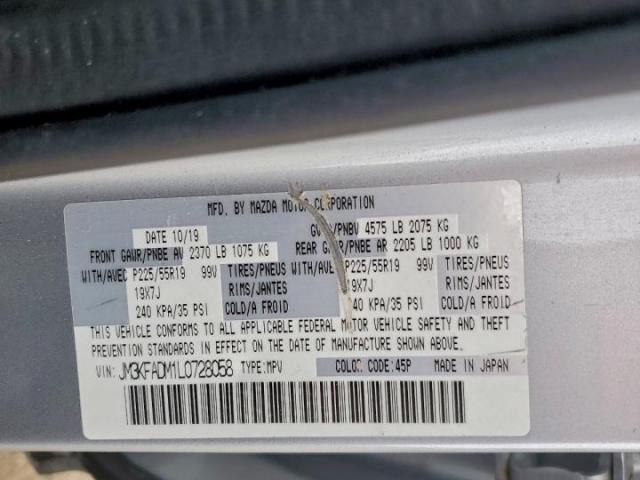 MFD. BY MAZDA MOTOR CORPORATION
DATE 10/19 GVWR/PNBV 4575 LB 2075 KG
FRONT GAWR/PNBE AV 2370 LB 1075 KG REAR GAWR/PNBE AR 2205 LB 1000 KG
WITH/AVEC P225/55R19 99V TIRES/PNEUS WITH/AVEC P225/55R19 99V TIRES/PNEUS
19X7J RIMS/JANTES 19X7J RIMS/JANTES
240 KPA/35 PSI COLD/A FROID 240 KPA/35 PSI COLD/A FROID
THIS VEHICLE CONFORMS TO ALL APPLICABLE FEDERAL MOTOR VEHICLE SAFETY AND THEFT
PREVENTION STANDARDS IN EFFECT ON THE DATE OF MANUFACTURE SHOWN ABOVE.
VIN: JM3KFADM1L0728058 TYPE:MPV COLOR CODE:45P MADE IN JAPAN